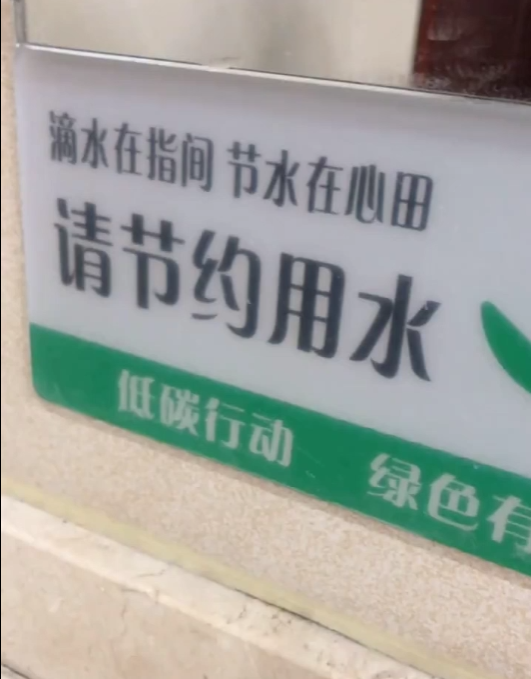 滴水在指间 节水在心田
请节约用水
低碳行动 绿色有